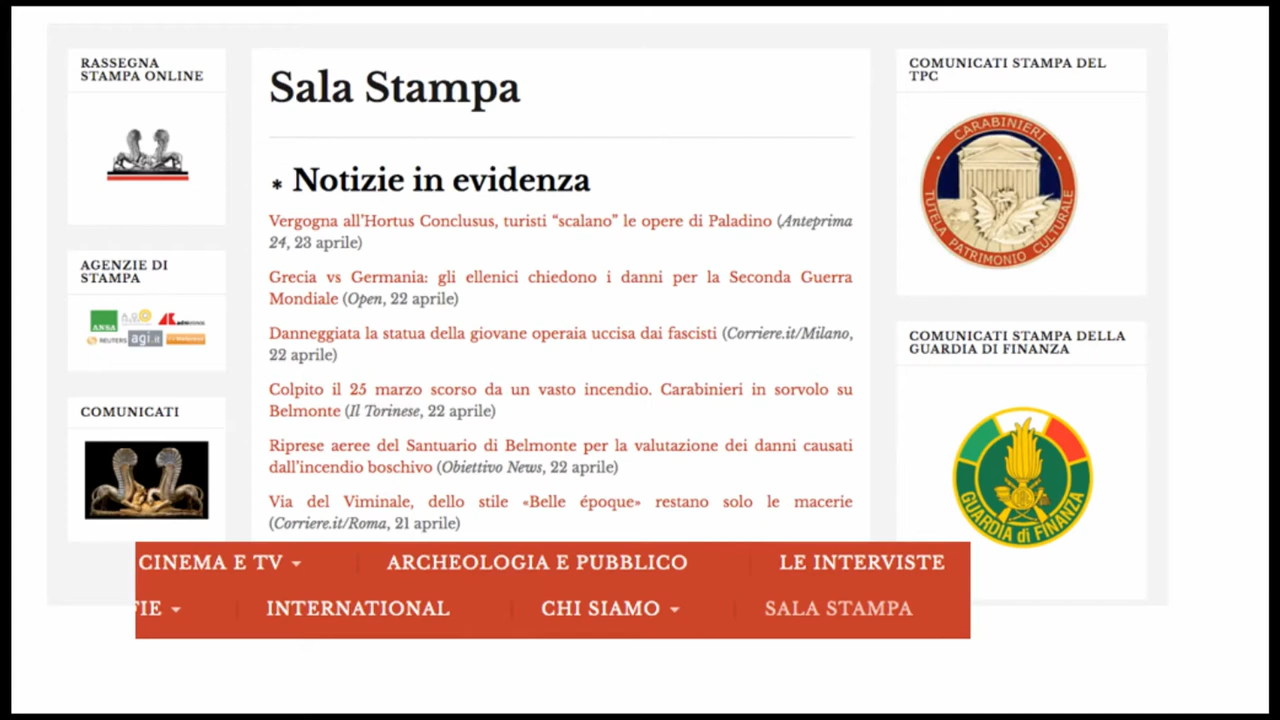 RASSEGNA
STAMPA ONLINE
AGENZIE DI
STAMPA
ANSA
REUTERS
agi.it
COMUNICATI
Sala Stampa
* Notizie in evidenza
Vergogna all’Hortus Conclusus, turisti “scalano” le opere di Paladino (Anteprima
24, 23 aprile)
Grecia vs Germania: gli ellenici chiedono i danni per la Seconda Guerra
Mondiale (Open, 22 aprile)
Danneggiata la statua della giovane operaia uccisa dai fascisti (Corriere.it/Milano,
22 aprile)
Colpito il 25 marzo scorso da un vasto incendio. Carabinieri in sorvolo su
Belmonte (Il Torinese, 22 aprile)
Riprese aeree del Santuario di Belmonte per la valutazione dei danni causati
dall’incendio boschivo (Obiettivo News, 22 aprile)
Via del Viminale, dello stile «Belle époque» restano solo le macerie
(Corriere.it/Roma, 21 aprile)
COMUNICATI STAMPA DEL
TPC
CARABINIERI
TUTELA PATRIMONIO CULTURALE
COMUNICATI STAMPA DELLA
GUARDIA DI FINANZA
GUARDIA di FINANZA
CINEMA E TV ARCHEOLOGIA E PUBBLICO LE INTERVISTE
FIE INTERNATIONAL CHI SIAMO SALA STAMPA